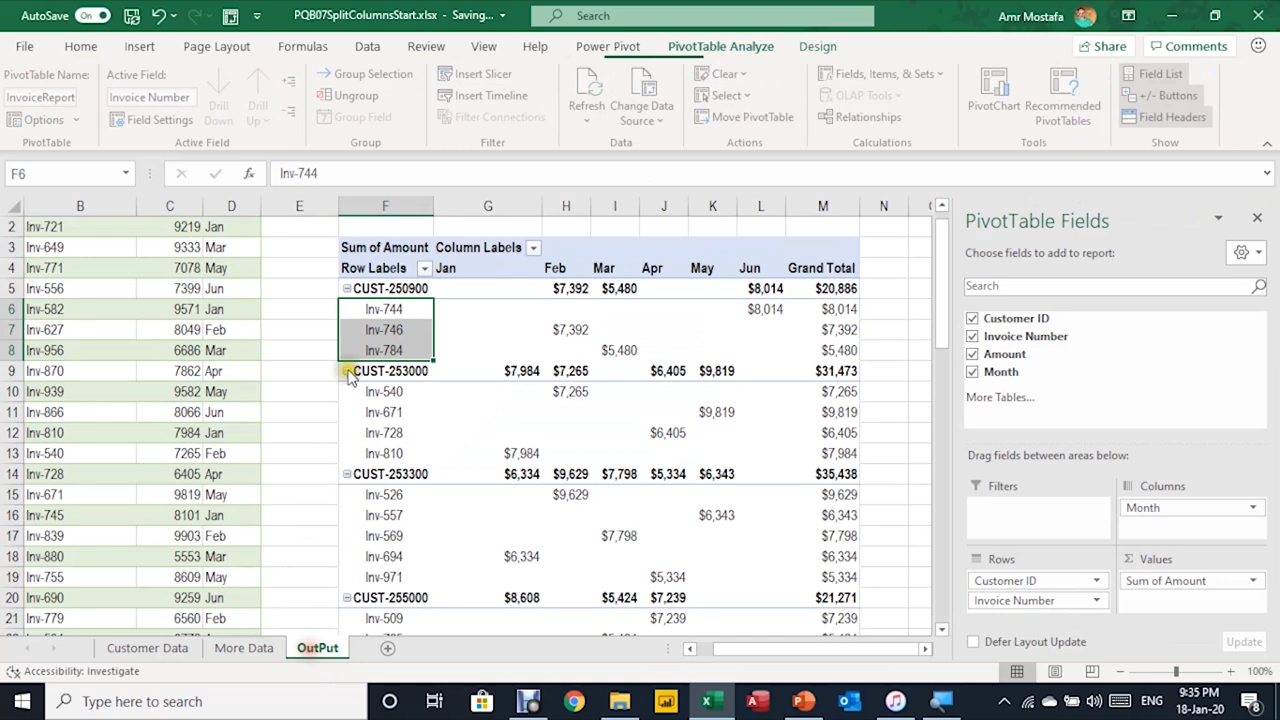 AutoSave On PQB07SplitColumnsStart.xlsx - Saving... Search Amr Mostafa
File Home Insert Page Layout Formulas Data Review View Help Power Pivot PivotTable Analyze Design Share Comments
PivotTable Name: Active Field: Group Selection Insert Slicer Clear Fields, Items, & Sets Field List
InvoiceReport Invoice Number Drill Down Drill Up Ungroup Insert Timeline Refresh Change Data Source Select OLAP Tools PivotChart Recommended PivotTables +/- Buttons
Options Field Settings Group Field Filter Connections Move PivotTable Relationships Field Headers
PivotTable Active Field Group Filter Data Actions Calculations Tools Show
F6 fx Inv-744
B C D E F G H I J K L M N
2 Inv-721 9219 Jan
3 Inv-649 9333 Mar Sum of Amount Column Labels
4 Inv-771 7078 May Row Labels Jan Feb Mar Apr May Jun Grand Total
5 Inv-556 7399 Jun CUST-250900 $7,392 $5,480 $8,014 $20,886
6 Inv-582 9571 Jan Inv-744 $8,014 $8,014
7 Inv-627 8049 Feb Inv-746 $7,392 $7,392
8 Inv-956 6686 Mar Inv-784 $5,480 $5,480
9 Inv-870 7862 Apr CUST-253000 $7,984 $7,265 $6,405 $9,819 $31,473
10 Inv-939 9582 May Inv-540 $7,265 $7,265
11 Inv-866 8066 Jun Inv-671 $9,819 $9,819
12 Inv-810 7984 Jan Inv-728 $6,405 $6,405
13 Inv-540 7265 Feb Inv-810 $7,984 $7,984
14 Inv-728 6405 Apr CUST-253300 $6,334 $9,629 $7,798 $5,334 $6,343 $35,438
15 Inv-671 9819 May Inv-526 $9,629 $9,629
16 Inv-745 8101 Jan Inv-557 $6,343 $6,343
17 Inv-839 9903 Feb Inv-569 $7,798 $7,798
18 Inv-880 5553 Mar Inv-694 $6,334 $6,334
19 Inv-755 8609 May Inv-971 $5,334 $5,334
20 Inv-690 9259 Jun CUST-255000 $8,608 $5,424 $7,239 $21,271
21 Inv-779 6560 Feb Inv-509 $7,239 $7,239
PivotTable Fields
Choose fields to add to report:
Search
Customer ID
Invoice Number
Amount
Month
More Tables...
Drag fields between areas below:
Filters Columns
Month
Rows Σ Values
Customer ID Sum of Amount
Invoice Number
Defer Layout Update Update
Customer Data More Data OutPut
Accessibility: Investigate 100%
Type here to search ENG 9:35 PM
18-Jan-20 8